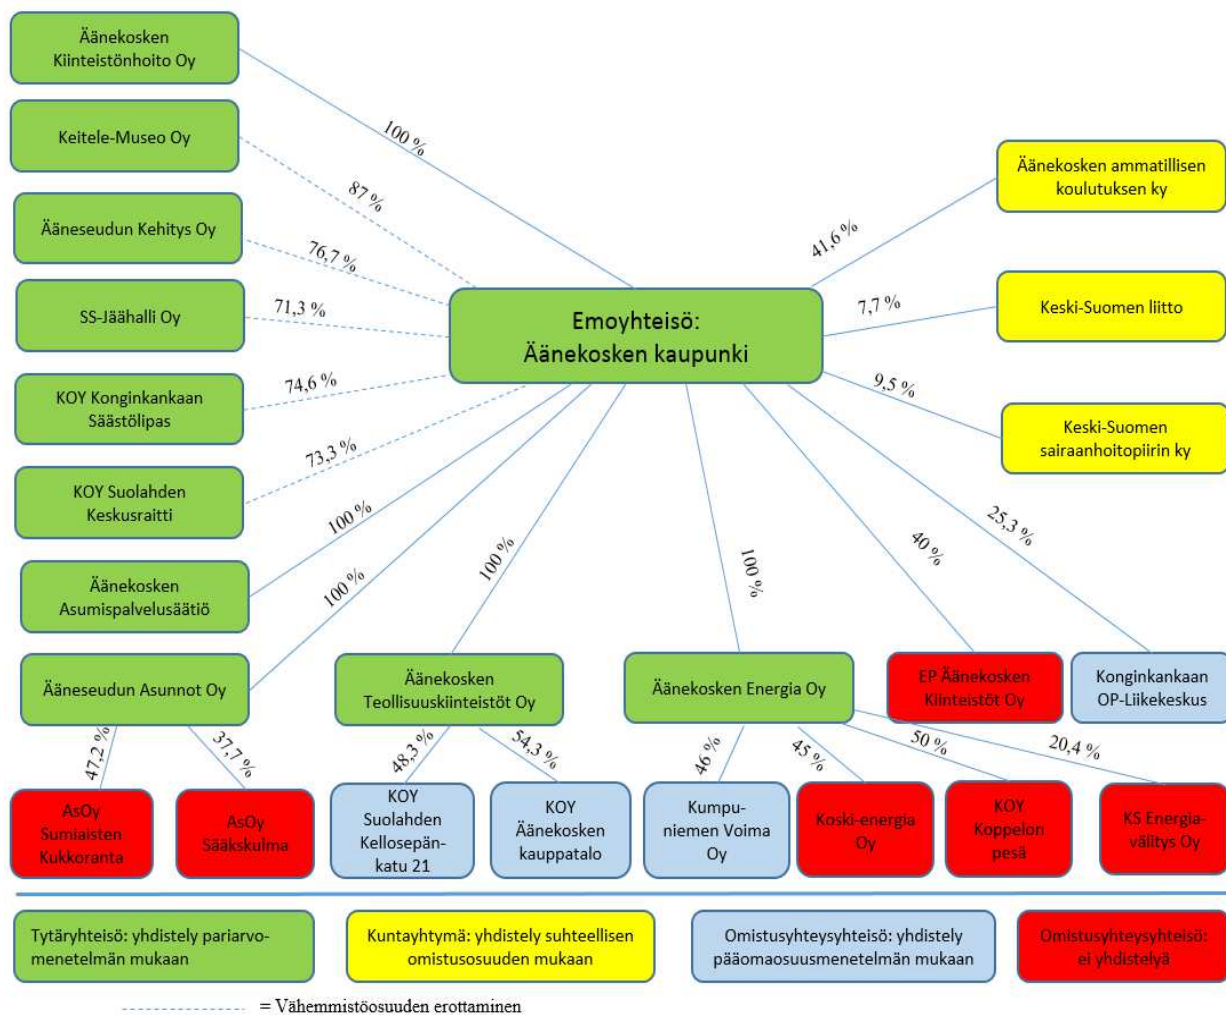 Äänekosken
Kiinteistönhoito Oy
100 %
Keitele-Museo Oy
87 %
Äänekosken ammatillisen
koulutuksen ky
41,6 %
Ääneseudun Kehitys Oy
76,7 %
SS-Jäähalli Oy
71,3 %
Emoyhteisö:
Äänekosken kaupunki
7,7 %
Keski-Suomen liitto
KOY Konginkankaan
Säästölipas
74,6 %
9,5 %
Keski-Suomen
sairaanhoitopiirin ky
KOY Suolahden
Keskusraitti
73,3 %
Äänekosken
Asumispalvelusäätiö
100 %
100 %
100 %
100 %
40 %
25,3 %
Ääneseudun Asunnot Oy
Äänekosken
Teollisuuskiinteistöt Oy
Äänekosken Energia Oy
EP Äänekosken
Kiinteistöt Oy
Konginkankaan
OP-Liikekeskus
47,2 %
37,7 %
48,3 %
54,3 %
46 %
45 %
50 %
20,4 %
AsOy
Sumiaisten
Kukkoranta
AsOy
Sääkskulma
KOY
Suolahden
Kellosepän-
katu 21
KOY
Äänekosken
kauppatalo
Kumpu-
niemen Voima
Oy
Koski-energia
Oy
KOY
Koppelon
pesä
KS Energia-
välitys Oy
Tytäryhteisö: yhdistely pariarvo-
menetelmän mukaan
Kuntayhtymä: yhdistely suhteellisen
omistusosuuden mukaan
Omistusyhteysyhteisö: yhdistely
pääomaosuusmenetelmän mukaan
Omistusyhteysyhteisö:
ei yhdistelyä
= Vähemmistöosuuden erottaminen